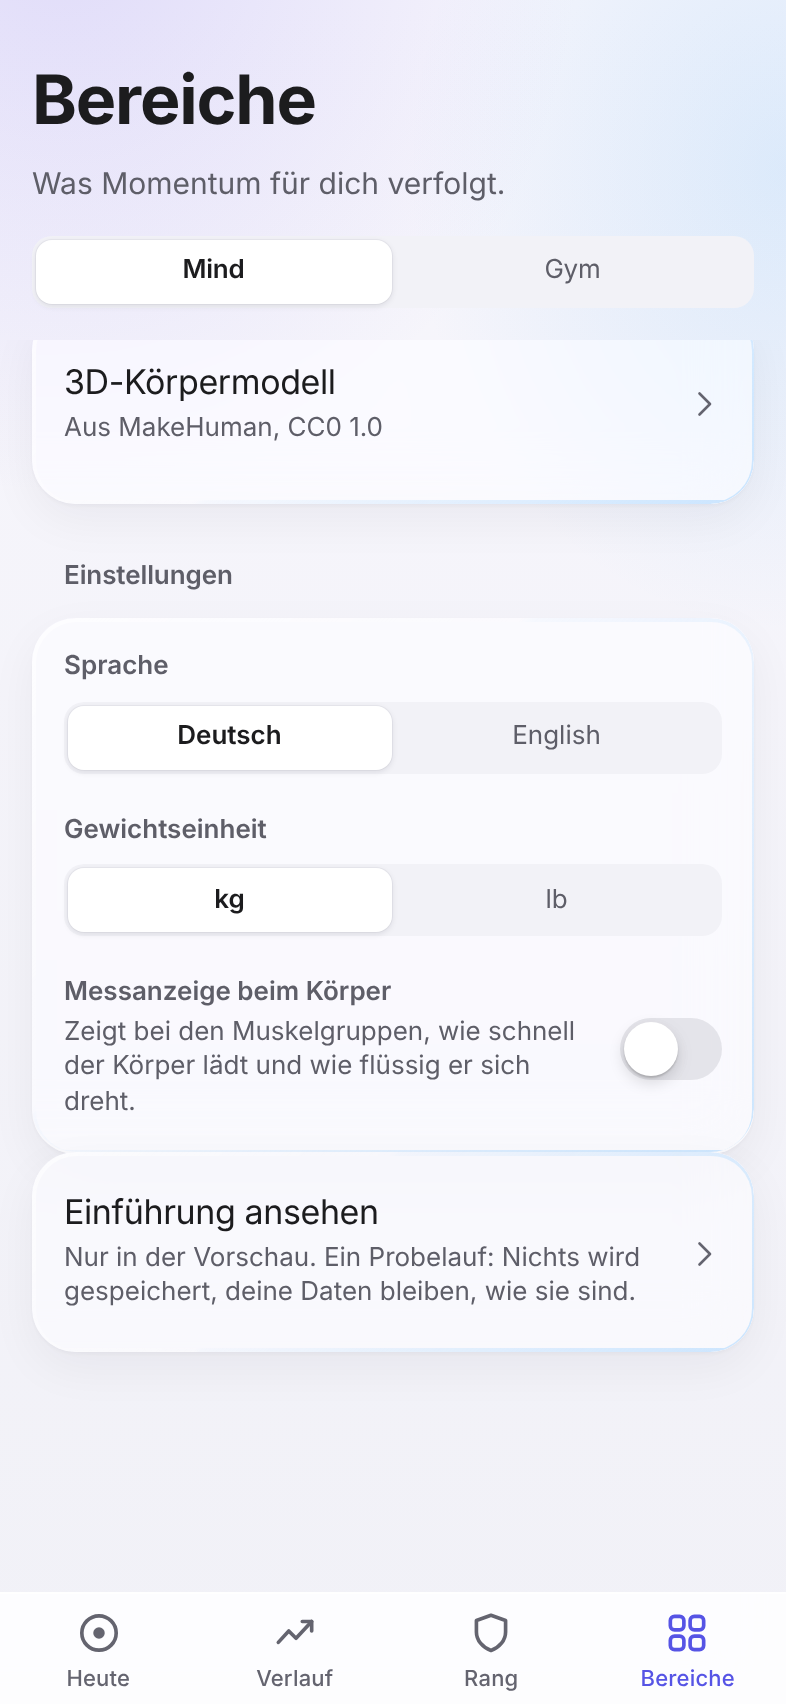 Bereiche
Was Momentum für dich verfolgt.
Mind
Gym
3D-Körpermodell
Aus MakeHuman, CC0 1.0
Einstellungen
Sprache
Deutsch
English
Gewichtseinheit
kg
lb
Messanzeige beim Körper
Zeigt bei den Muskelgruppen, wie schnell
der Körper lädt und wie flüssig er sich
dreht.
Einführung ansehen
Nur in der Vorschau. Ein Probelauf: Nichts wird
gespeichert, deine Daten bleiben, wie sie sind.
Heute
Verlauf
Rang
Bereiche